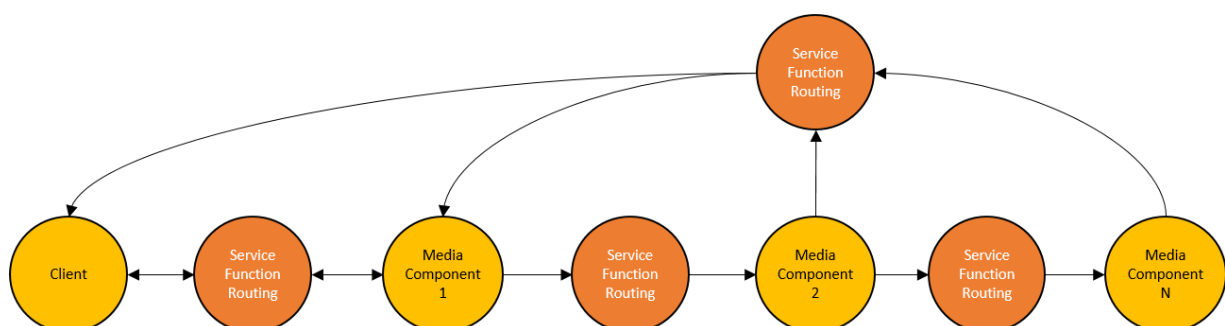 Service
Function
Routing
Client
Service
Function
Routing
Media
Component
1
Service
Function
Routing
Media
Component
2
Service
Function
Routing
Media
Component
N